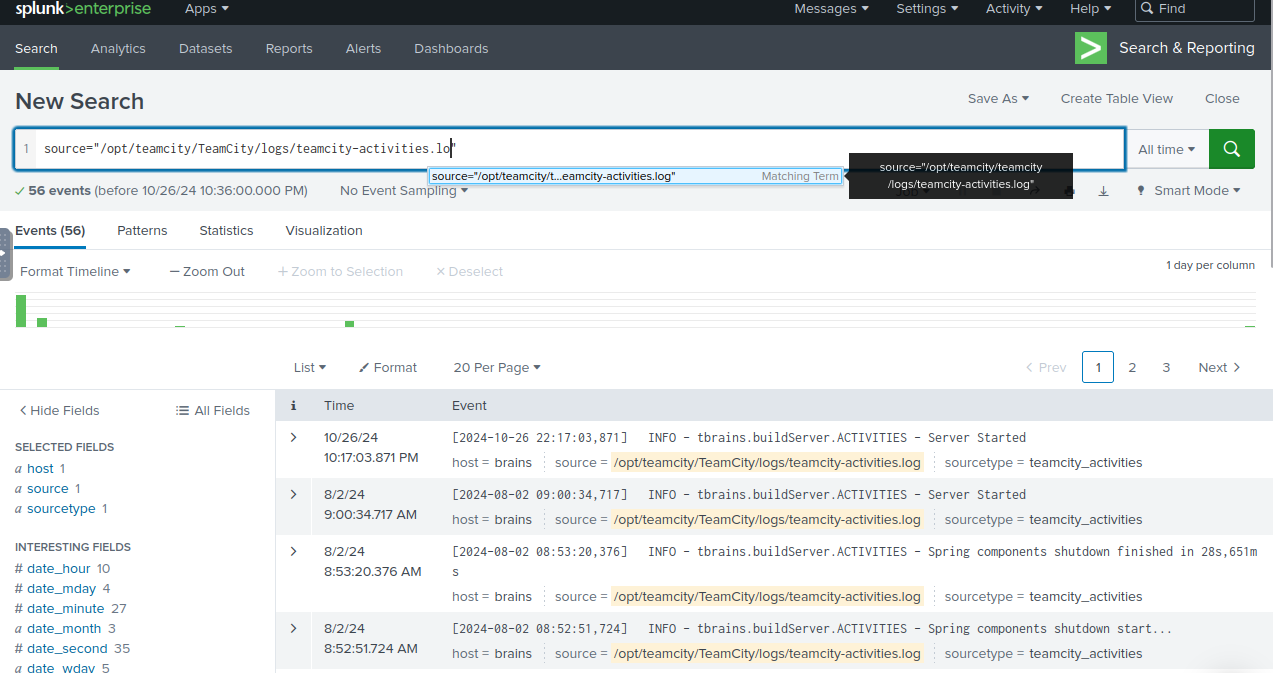 splunk>enterprise Apps Messages Settings Activity Help Find
Search Analytics Datasets Reports Alerts Dashboards Search & Reporting
New Search Save As Create Table View Close
1 source="/opt/teamcity/TeamCity/logs/teamcity-activities.lo" All time
source="/opt/teamcity/t...eamcity-activities.log" Matching Term
source="/opt/teamcity/teamcity
/logs/teamcity-activities.log"
56 events (before 10/26/24 10:36:00.000 PM) No Event Sampling Smart Mode
Events (56) Patterns Statistics Visualization
Format Timeline — Zoom Out + Zoom to Selection × Deselect 1 day per column
List Format 20 Per Page < Prev 1 2 3 Next >
< Hide Fields All Fields i Time Event
SELECTED FIELDS
a host 1
a source 1
a sourcetype 1
INTERESTING FIELDS
# date_hour 10
# date_mday 4
# date_minute 27
a date_month 3
# date_second 35
a date_wday 5
> 10/26/24 [2024-10-26 22:17:03,871] INFO - tbrains.buildServer.ACTIVITIES - Server Started
10:17:03.871 PM host = brains source = /opt/teamcity/TeamCity/logs/teamcity-activities.log sourcetype = teamcity_activities
> 8/2/24 [2024-08-02 09:00:34,717] INFO - tbrains.buildServer.ACTIVITIES - Server Started
9:00:34.717 AM host = brains source = /opt/teamcity/TeamCity/logs/teamcity-activities.log sourcetype = teamcity_activities
> 8/2/24 [2024-08-02 08:53:20,376] INFO - tbrains.buildServer.ACTIVITIES - Spring components shutdown finished in 28s,651m
8:53:20.376 AM s
host = brains source = /opt/teamcity/TeamCity/logs/teamcity-activities.log sourcetype = teamcity_activities
> 8/2/24 [2024-08-02 08:52:51,724] INFO - tbrains.buildServer.ACTIVITIES - Spring components shutdown start...
8:52:51.724 AM host = brains source = /opt/teamcity/TeamCity/logs/teamcity-activities.log sourcetype = teamcity_activities